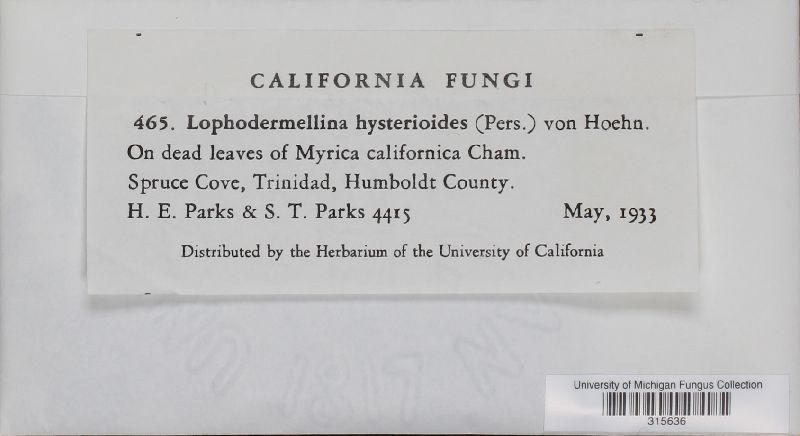 CALIFORNIA FUNGI
465. Lophodermellina hysterioides (Pers.) von Hoehn.
On dead leaves of Myrica californica Cham.
Spruce Cove, Trinidad, Humboldt County.
H. E. Parks & S. T. Parks 4415 May, 1933
Distributed by the Herbarium of the University of California
University of Michigan Fungus Collection
315636